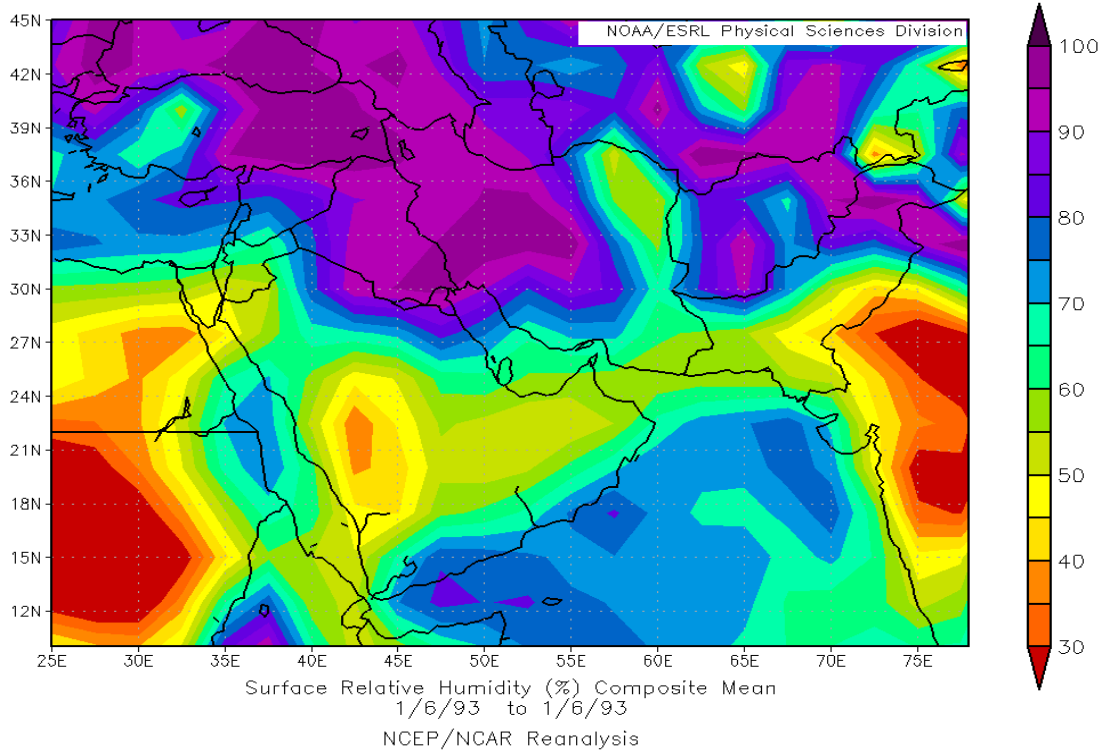 NOAA/ESRL Physical Sciences Division
45N
42N
39N
36N
33N
30N
27N
24N
21N
18N
15N
12N
25E 30E 35E 40E 45E 50E 55E 60E 65E 70E 75E
100
90
80
70
60
50
40
30
Surface Relative Humidity (%) Composite Mean
1/6/93 to 1/6/93
NCEP/NCAR Reanalysis